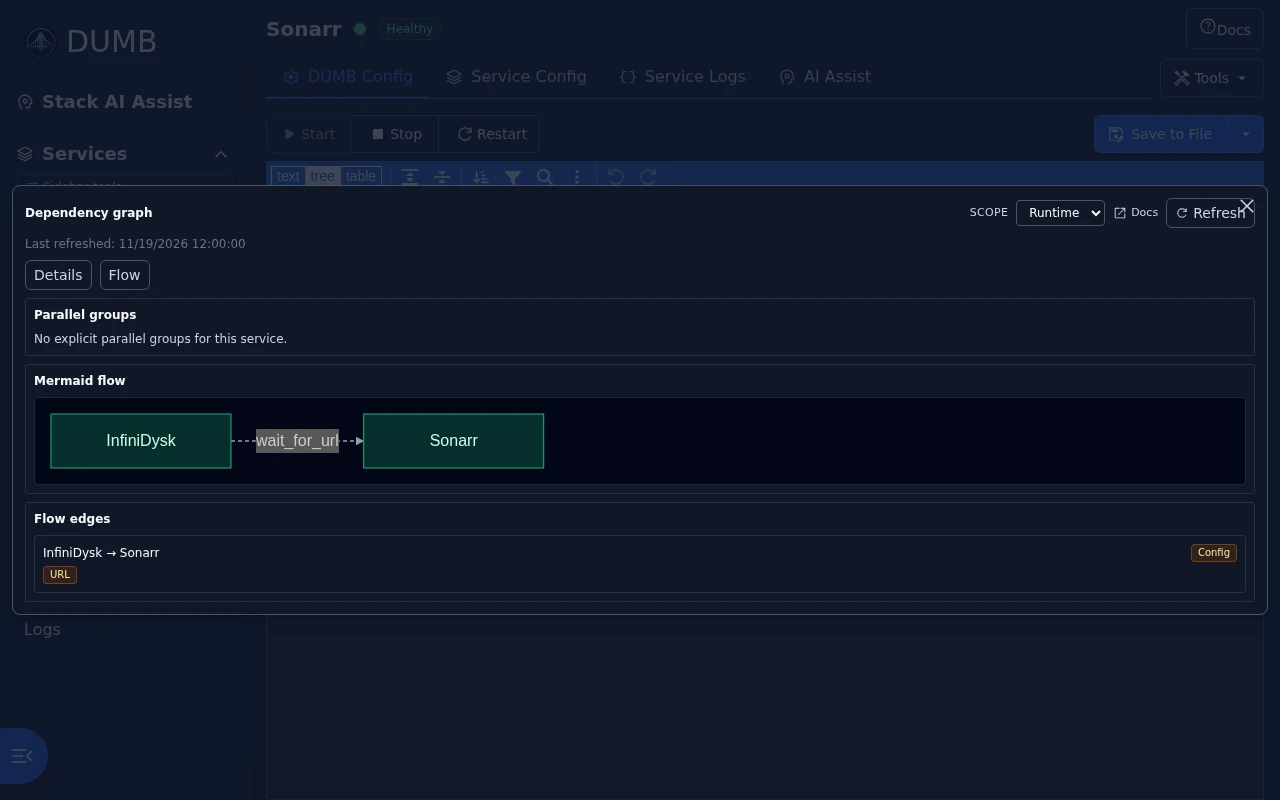 DUMB
Sonarr
Healthy
Docs
Stack AI Assist
DUMB Config
Service Config
Service Logs
AI Assist
Tools
Services
Start
Stop
Restart
Save to File
Sidebar tools
text
tree
table
Dependency graph
SCOPE
Runtime
Docs
Refresh
Last refreshed: 11/19/2026 12:00:00
Details
Flow
Parallel groups
No explicit parallel groups for this service.
Mermaid flow
InfiniDysk
wait_for_url
Sonarr
Flow edges
InfiniDysk → Sonarr
Config
URL
Logs